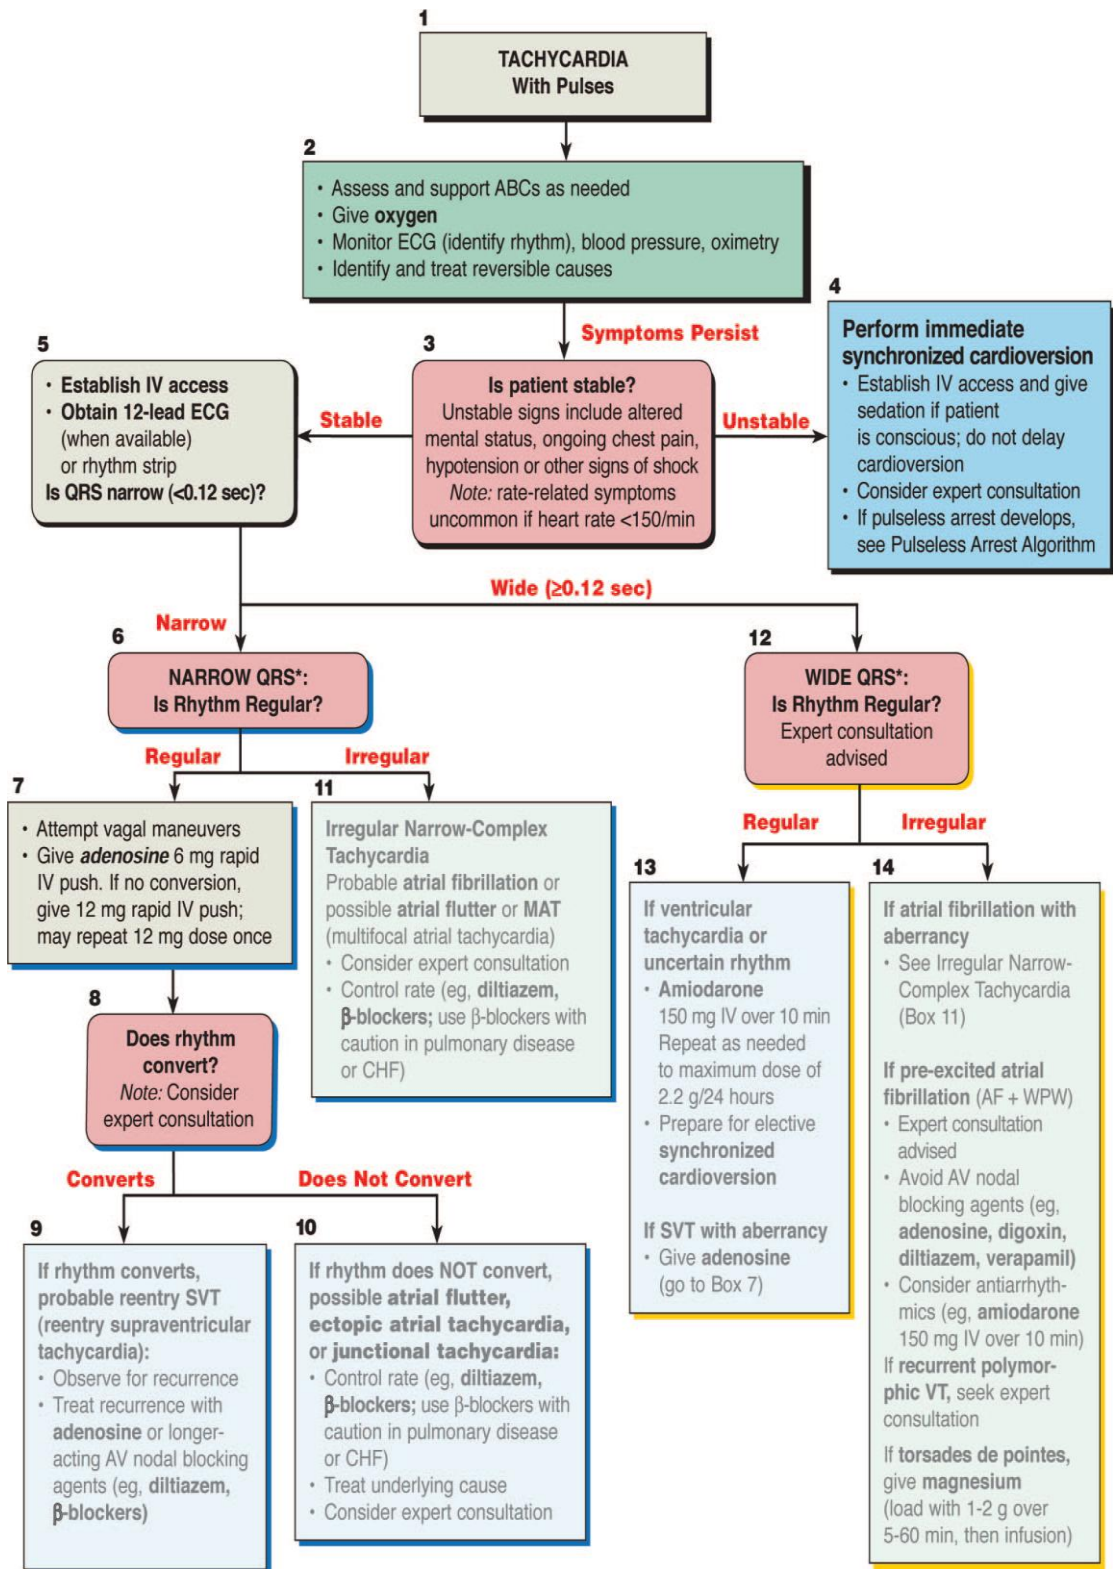 1
TACHYCARDIA
With Pulses
2
• Assess and support ABCs as needed
• Give oxygen
• Monitor ECG (identify rhythm), blood pressure, oximetry
• Identify and treat reversible causes
Symptoms Persist
3
Is patient stable?
Unstable signs include altered
mental status, ongoing chest pain,
hypotension or other signs of shock
Note: rate-related symptoms
uncommon if heart rate <150/min
Stable
Unstable
4
Perform immediate
synchronized cardioversion
• Establish IV access and give
sedation if patient
is conscious; do not delay
cardioversion
• Consider expert consultation
• If pulseless arrest develops,
see Pulseless Arrest Algorithm
5
• Establish IV access
• Obtain 12-lead ECG
(when available)
or rhythm strip
Is QRS narrow (<0.12 sec)?
Narrow
Wide (≥0.12 sec)
6
NARROW QRS*:
Is Rhythm Regular?
Regular
Irregular
7
• Attempt vagal maneuvers
• Give adenosine 6 mg rapid
IV push. If no conversion,
give 12 mg rapid IV push;
may repeat 12 mg dose once
8
Does rhythm
convert?
Note: Consider
expert consultation
Converts
Does Not Convert
9
If rhythm converts,
probable reentry SVT
(reentry supraventricular
tachycardia):
• Observe for recurrence
• Treat recurrence with
adenosine or longer-
acting AV nodal blocking
agents (eg, diltiazem,
β-blockers)
10
If rhythm does NOT convert,
possible atrial flutter,
ectopic atrial tachycardia,
or junctional tachycardia:
• Control rate (eg, diltiazem,
β-blockers; use β-blockers with
caution in pulmonary disease
or CHF)
• Treat underlying cause
• Consider expert consultation
11
Irregular Narrow-Complex
Tachycardia
Probable atrial fibrillation or
possible atrial flutter or MAT
(multifocal atrial tachycardia)
• Consider expert consultation
• Control rate (eg, diltiazem,
β-blockers; use β-blockers with
caution in pulmonary disease
or CHF)
12
WIDE QRS*:
Is Rhythm Regular?
Expert consultation
advised
Regular
Irregular
13
If ventricular
tachycardia or
uncertain rhythm
• Amiodarone
150 mg IV over 10 min
Repeat as needed
to maximum dose of
2.2 g/24 hours
• Prepare for elective
synchronized
cardioversion
If SVT with aberrancy
• Give adenosine
(go to Box 7)
14
If atrial fibrillation with
aberrancy
• See Irregular Narrow-
Complex Tachycardia
(Box 11)
If pre-excited atrial
fibrillation (AF + WPW)
• Expert consultation
advised
• Avoid AV nodal
blocking agents (eg,
adenosine, digoxin,
diltiazem, verapamil)
• Consider antiarrhyth-
mics (eg, amiodarone
150 mg IV over 10 min)
If recurrent polymor-
phic VT, seek expert
consultation
If torsades de pointes,
give magnesium
(load with 1-2 g over
5-60 min, then infusion)